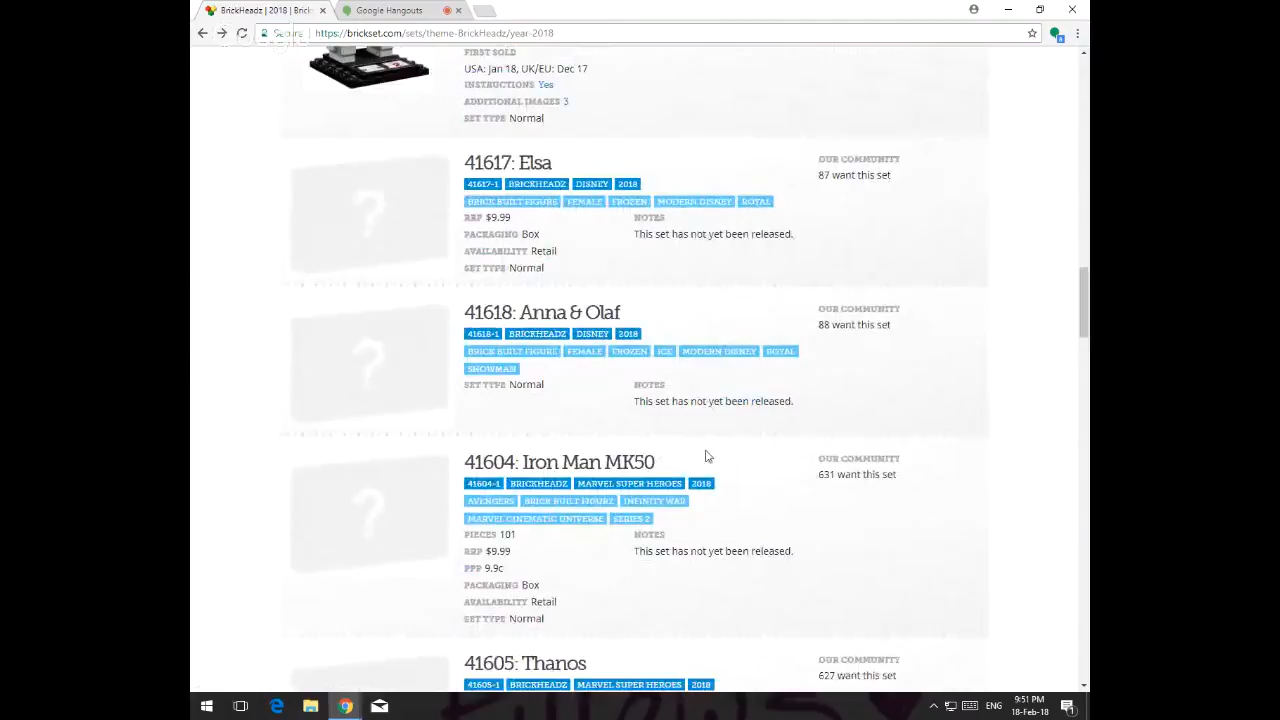 BrickHeadz | 2018 | Brick
Google Hangouts
https://brickset.com/sets/theme-BrickHeadz/year-2018
FIRST SOLD
USA: Jan 18, UK/EU: Dec 17
INSTRUCTIONS Yes
ADDITIONAL IMAGES 3
SET TYPE Normal
41617: Elsa
41617-1 BRICKHEADZ DISNEY 2018
BRICK BUILT FIGURE FEMALE FROZEN MODERN DISNEY ROYAL
RRP $9.99
PACKAGING Box
AVAILABILITY Retail
SET TYPE Normal
NOTES
This set has not yet been released.
OUR COMMUNITY
87 want this set
41618: Anna & Olaf
41618-1 BRICKHEADZ DISNEY 2018
BRICK BUILT FIGURE FEMALE FROZEN ICE MODERN DISNEY ROYAL
SNOWMAN
SET TYPE Normal
NOTES
This set has not yet been released.
OUR COMMUNITY
88 want this set
41604: Iron Man MK50
41604-1 BRICKHEADZ MARVEL SUPER HEROES 2018
AVENGERS BRICK BUILT FIGURE INFINITY WAR
MARVEL CINEMATIC UNIVERSE SERIES 2
PIECES 101
RRP $9.99
PPP 9.9c
PACKAGING Box
AVAILABILITY Retail
SET TYPE Normal
NOTES
This set has not yet been released.
OUR COMMUNITY
631 want this set
41605: Thanos
41605-1 BRICKHEADZ MARVEL SUPER HEROES 2018
OUR COMMUNITY
627 want this set
ENG
9:51 PM
18-Feb-18